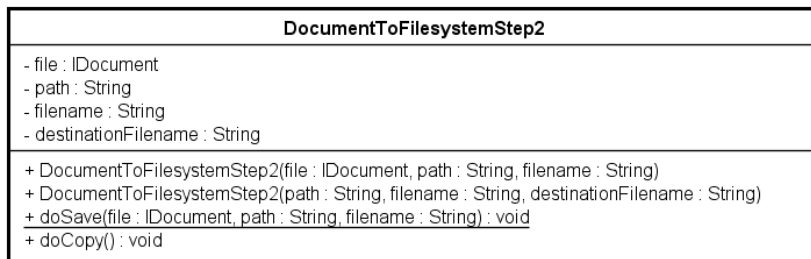 DocumentToFilesystemStep2
- file : IDocument
- path : String
- filename : String
- destinationFilename : String
+ DocumentToFilesystemStep2(file : IDocument, path : String, filename : String)
+ DocumentToFilesystemStep2(path : String, filename : String, destinationFilename : String)
+ doSave(file : IDocument, path : String, filename : String) : void
+ doCopy() : void